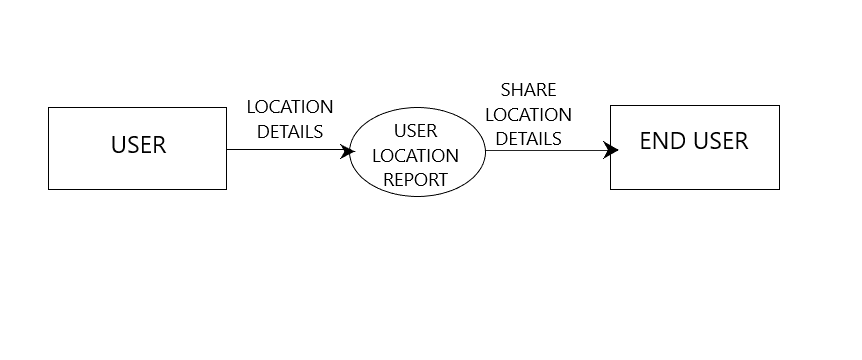 USER
LOCATION
DETAILS
USER
LOCATION
REPORT
SHARE
LOCATION
DETAILS
END USER